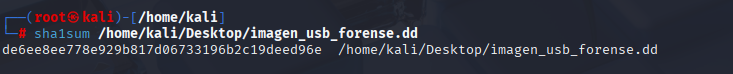 ┌──(root㉿kali)-[/home/kali]
└─# sha1sum /home/kali/Desktop/imagen_usb_forense.dd
de6ee8ee778e929b817d06733196b2c19deed96e  /home/kali/Desktop/imagen_usb_forense.dd